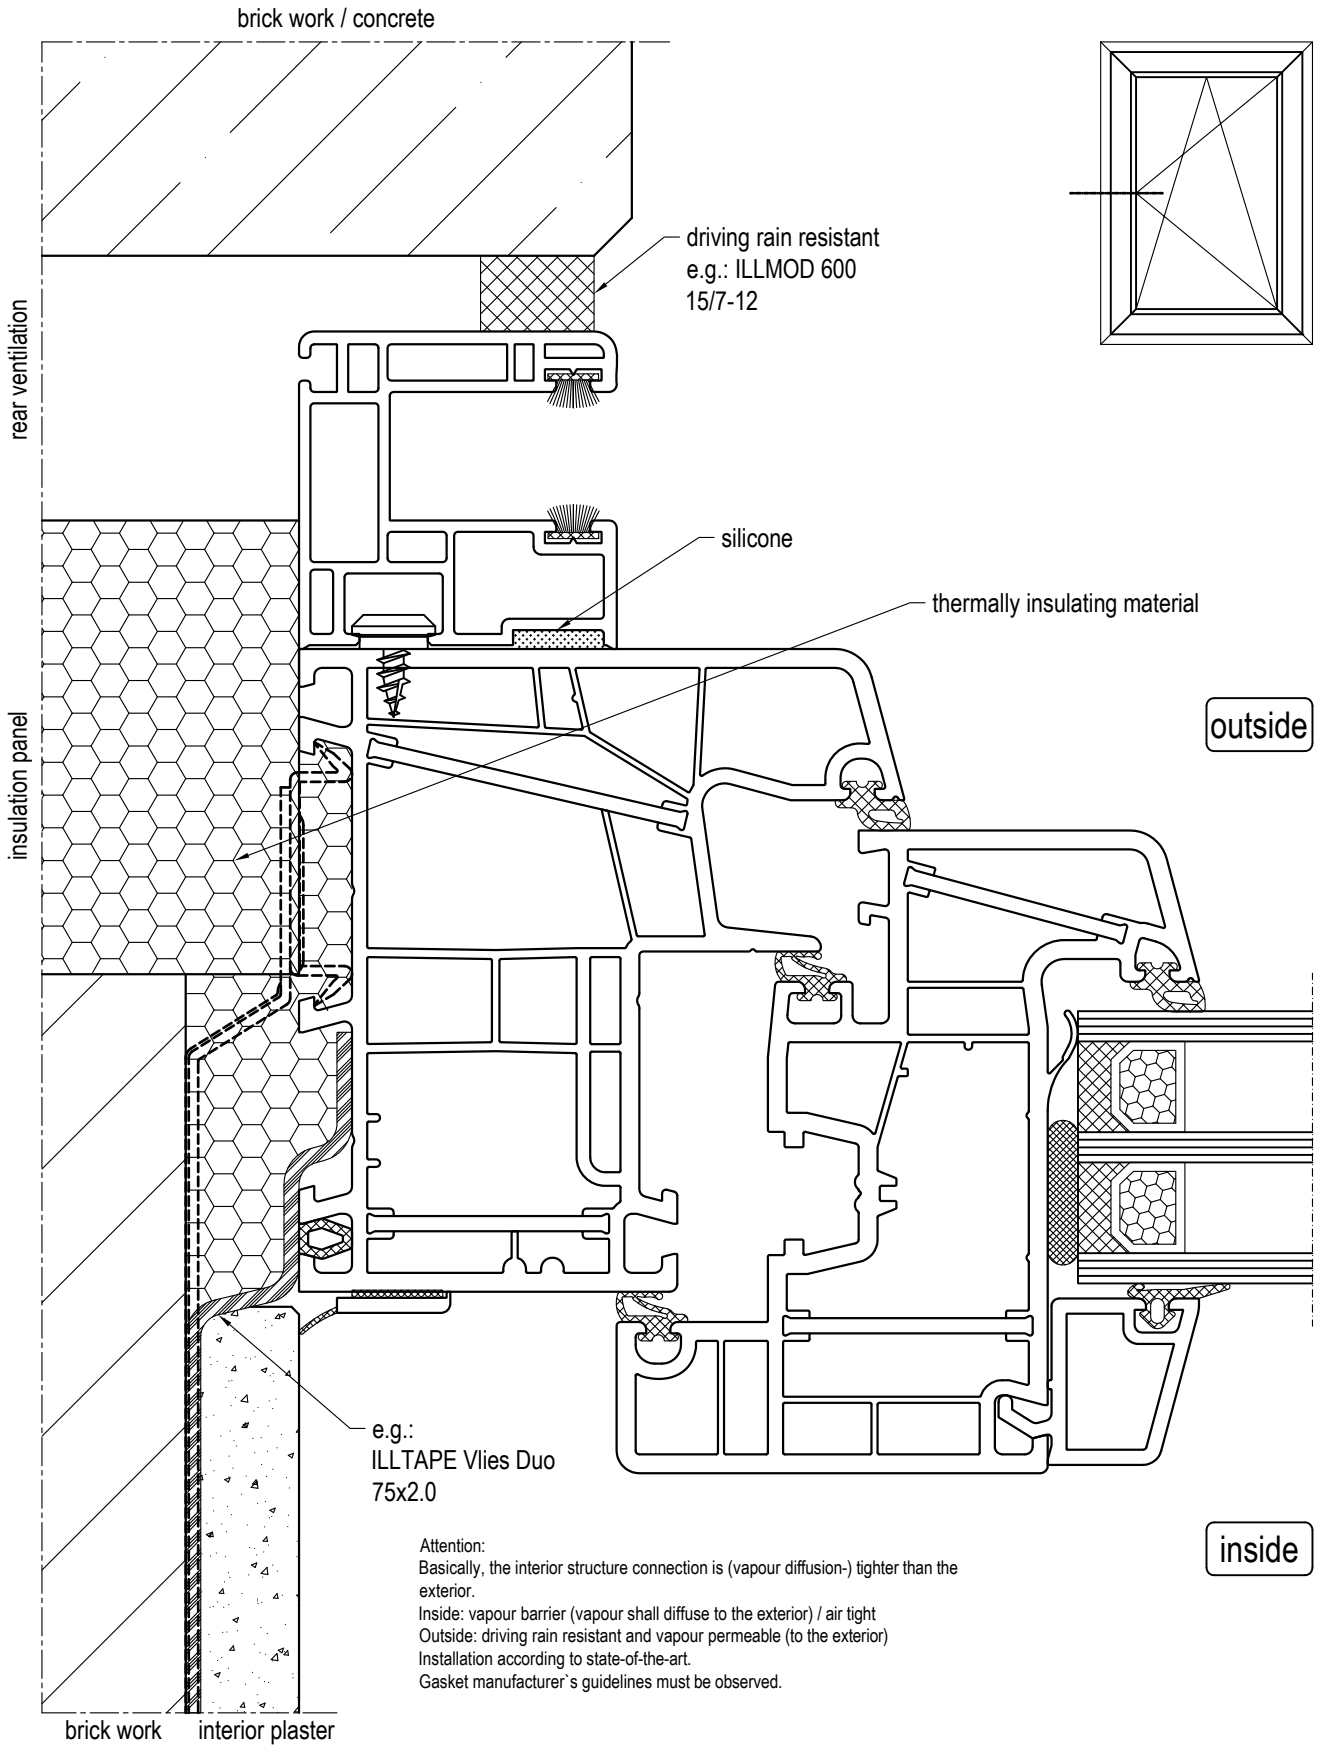 brick work / concrete
driving rain resistant
e.g.: ILLMOD 600
15/7-12
rear ventilation
silicone
thermally insulating material
outside
insulation panel
e.g.:
ILLTAPE Vlies Duo
75x2.0
inside
Attention:
Basically, the interior structure connection is (vapour diffusion-) tighter than the
exterior.
Inside: vapour barrier (vapour shall diffuse to the exterior) / air tight
Outside: driving rain resistant and vapour permeable (to the exterior)
Installation according to state-of-the-art.
Gasket manufacturer`s guidelines must be observed.
brick work
interior plaster